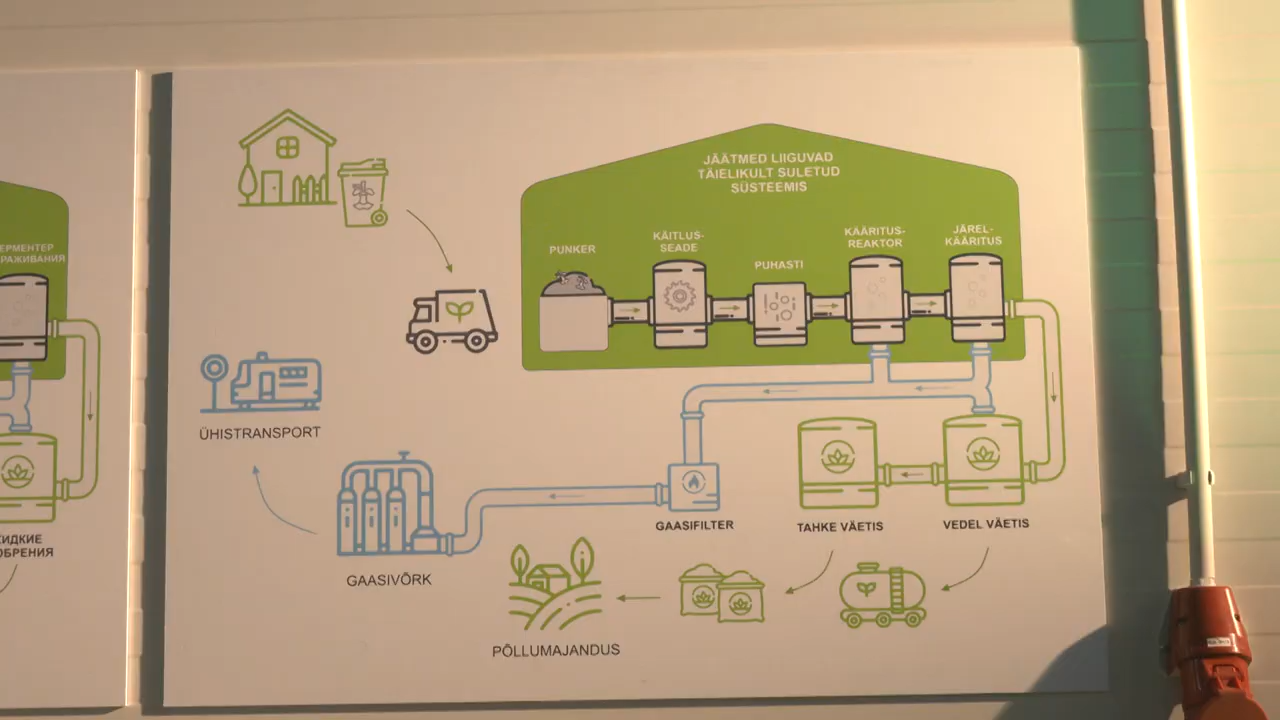 JÄÄTMED LIIGUVAD
TÄIELIKULT SULETUD
SÜSTEEMIS
PUNKER
KÄITLUS-
SEADE
PUHASTI
KÄÄRITUS-
REAKTOR
JÄREL-
KÄÄRITUS
ÜHISTRANSPORT
GAASIVÕRK
GAASIFILTER
TAHKE VÄETIS
VEDEL VÄETIS
PÕLLUMAJANDUS
ЕРМЕНТЕР
РАЖИВАНИЯ
ИДКИЕ
ОБРЕНИЯ